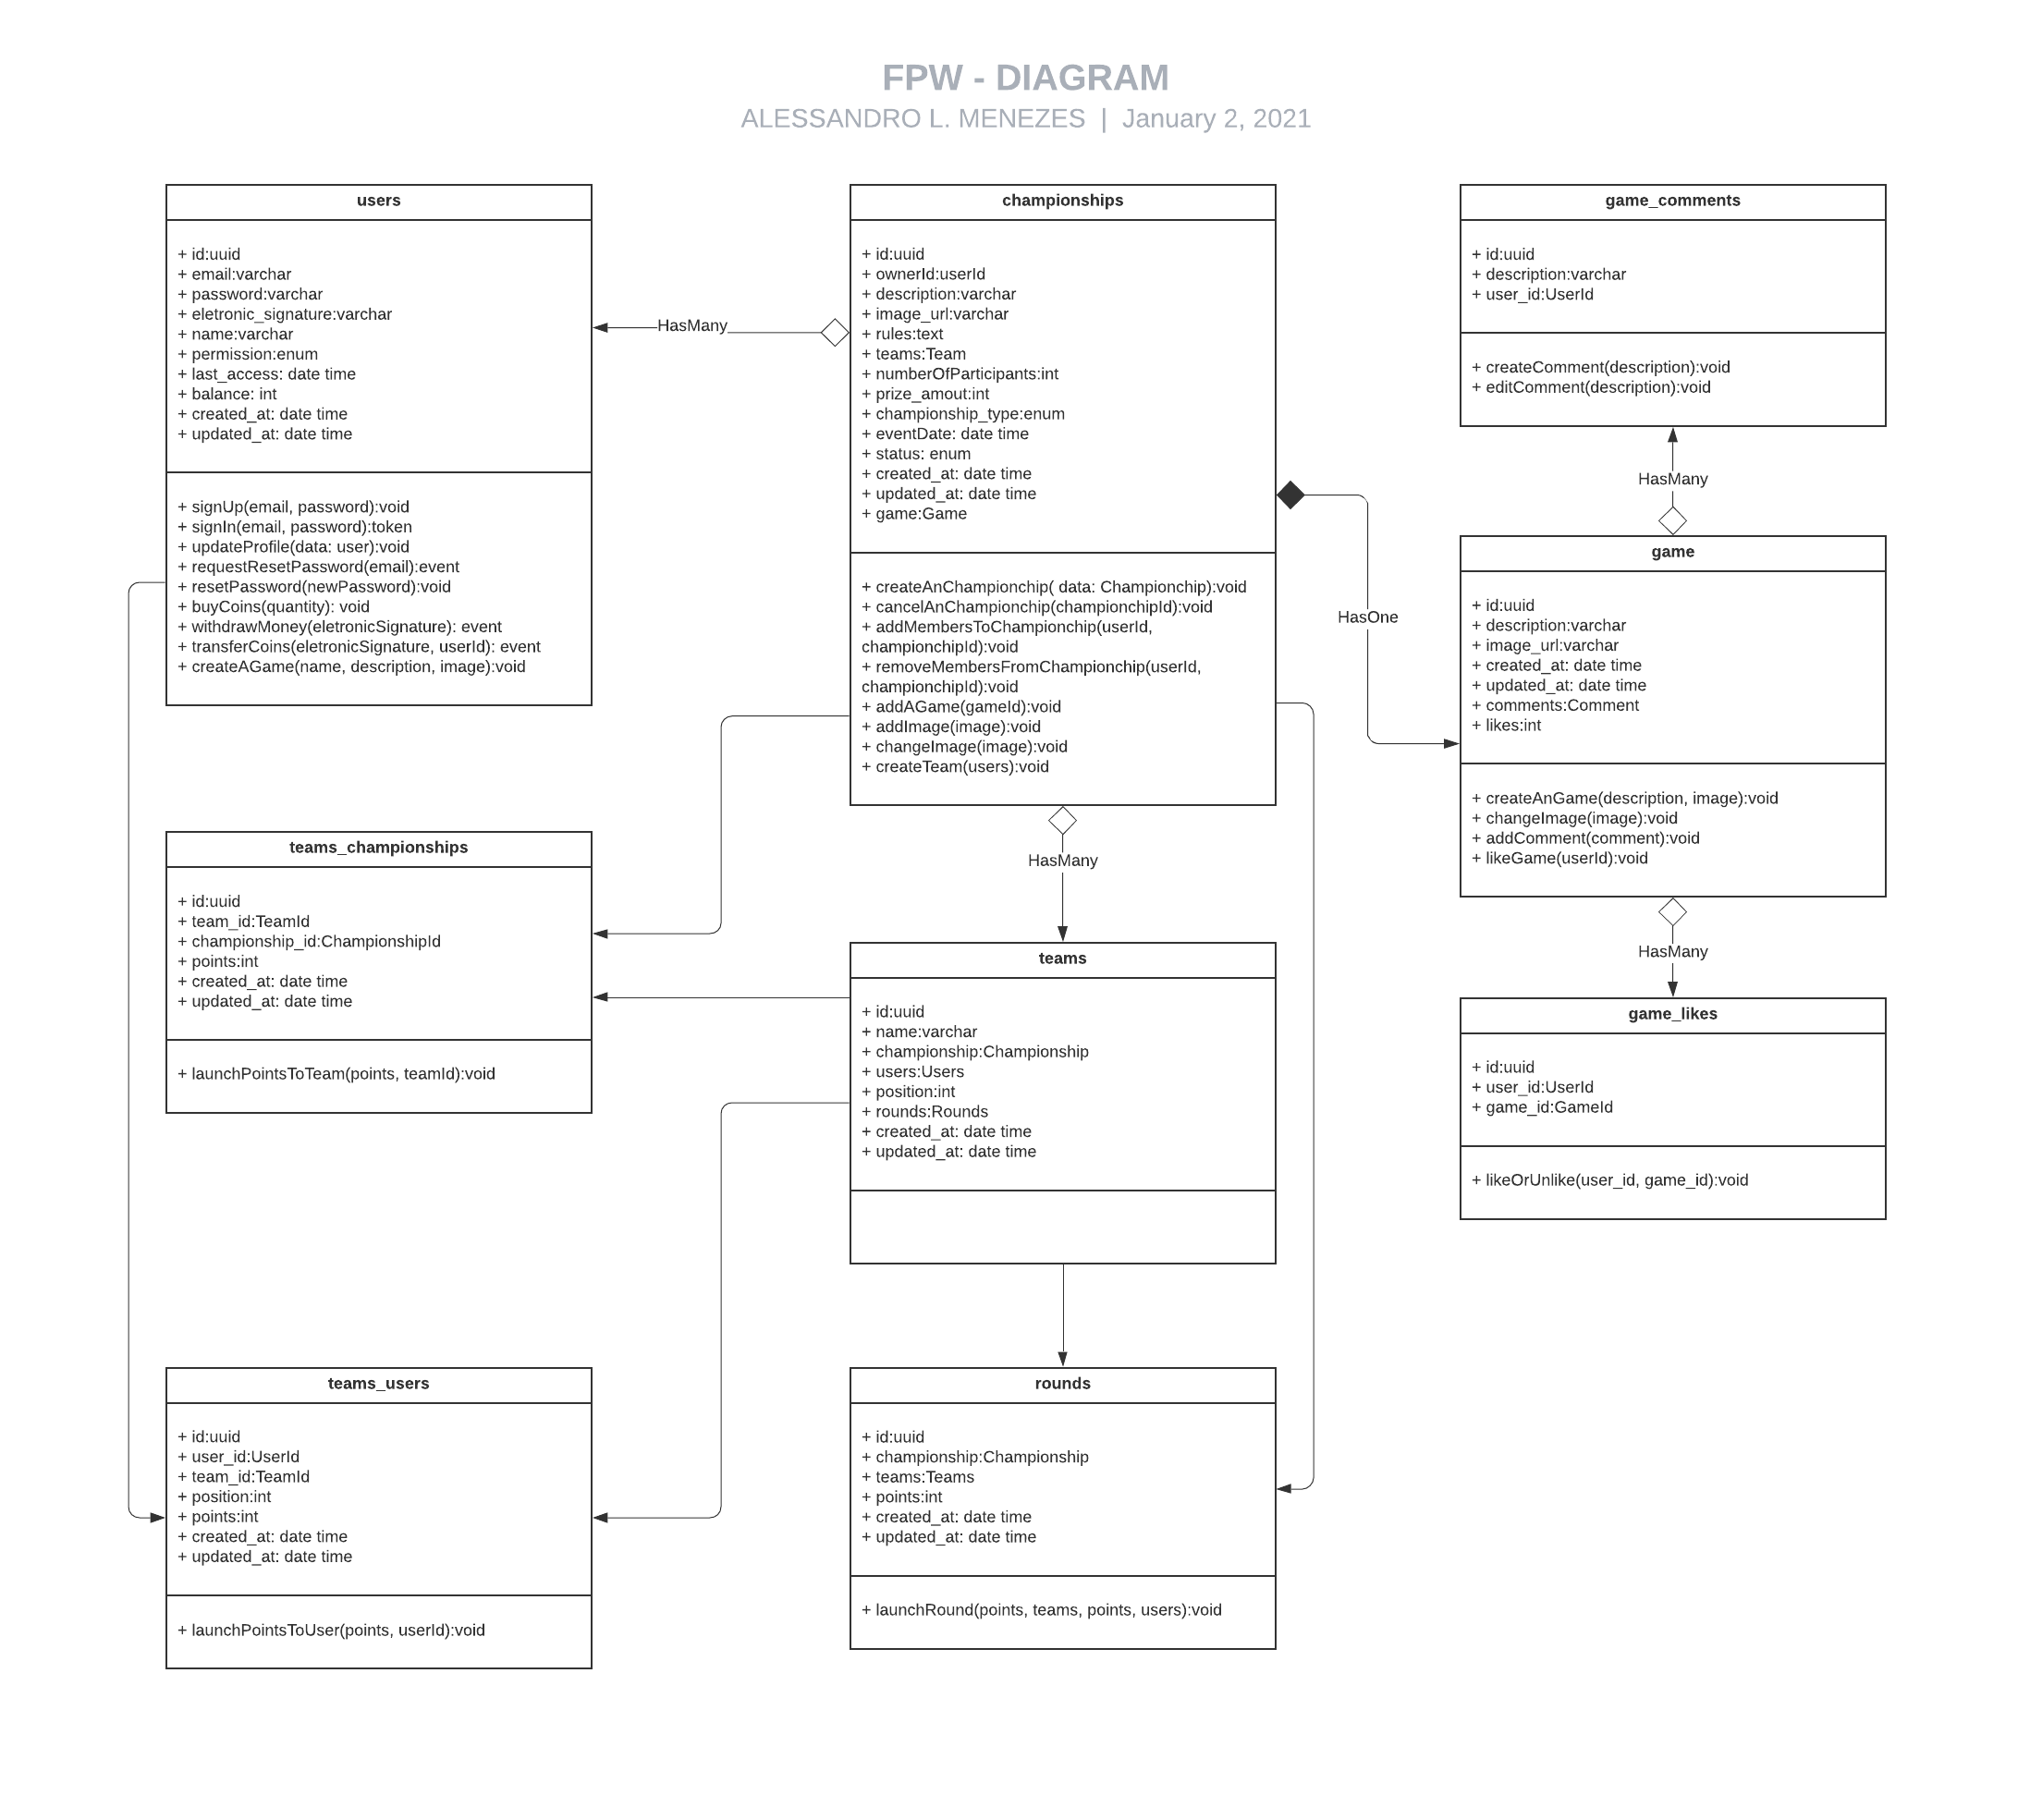 FPW - DIAGRAM
ALESSANDRO L. MENEZES | January 2, 2021
users
+ id:uuid
+ email:varchar
+ password:varchar
+ eletronic_signature:varchar
+ name:varchar
+ permission:enum
+ last_access: date time
+ balance: int
+ created_at: date time
+ updated_at: date time
+ signUp(email, password):void
+ signIn(email, password):token
+ updateProfile(data: user):void
+ requestResetPassword(email):event
+ resetPassword(newPassword):void
+ buyCoins(quantity): void
+ withdrawMoney(eletronicSignature): event
+ transferCoins(eletronicSignature, userId): event
+ createAGame(name, description, image):void
HasMany
championships
+ id:uuid
+ ownerId:userId
+ description:varchar
+ image_url:varchar
+ rules:text
+ teams:Team
+ numberOfParticipants:int
+ prize_amout:int
+ championship_type:enum
+ eventDate: date time
+ status: enum
+ created_at: date time
+ updated_at: date time
+ game:Game
+ createAnChampionchip( data: Championchip):void
+ cancelAnChampionchip(championchipId):void
+ addMembersToChampionchip(userId,
championchipId):void
+ removeMembersFromChampionchip(userId,
championchipId):void
+ addAGame(gameId):void
+ addImage(image):void
+ changeImage(image):void
+ createTeam(users):void
HasOne
game_comments
+ id:uuid
+ description:varchar
+ user_id:UserId
+ createComment(description):void
+ editComment(description):void
HasMany
game
+ id:uuid
+ description:varchar
+ image_url:varchar
+ created_at: date time
+ updated_at: date time
+ comments:Comment
+ likes:int
+ createAnGame(description, image):void
+ changeImage(image):void
+ addComment(comment):void
+ likeGame(userId):void
HasMany
game_likes
+ id:uuid
+ user_id:UserId
+ game_id:GameId
+ likeOrUnlike(user_id, game_id):void
teams_championships
+ id:uuid
+ team_id:TeamId
+ championship_id:ChampionshipId
+ points:int
+ created_at: date time
+ updated_at: date time
+ launchPointsToTeam(points, teamId):void
HasMany
teams
+ id:uuid
+ name:varchar
+ championship:Championship
+ users:Users
+ position:int
+ rounds:Rounds
+ created_at: date time
+ updated_at: date time
teams_users
+ id:uuid
+ user_id:UserId
+ team_id:TeamId
+ position:int
+ points:int
+ created_at: date time
+ updated_at: date time
+ launchPointsToUser(points, userId):void
rounds
+ id:uuid
+ championship:Championship
+ teams:Teams
+ points:int
+ created_at: date time
+ updated_at: date time
+ launchRound(points, teams, points, users):void